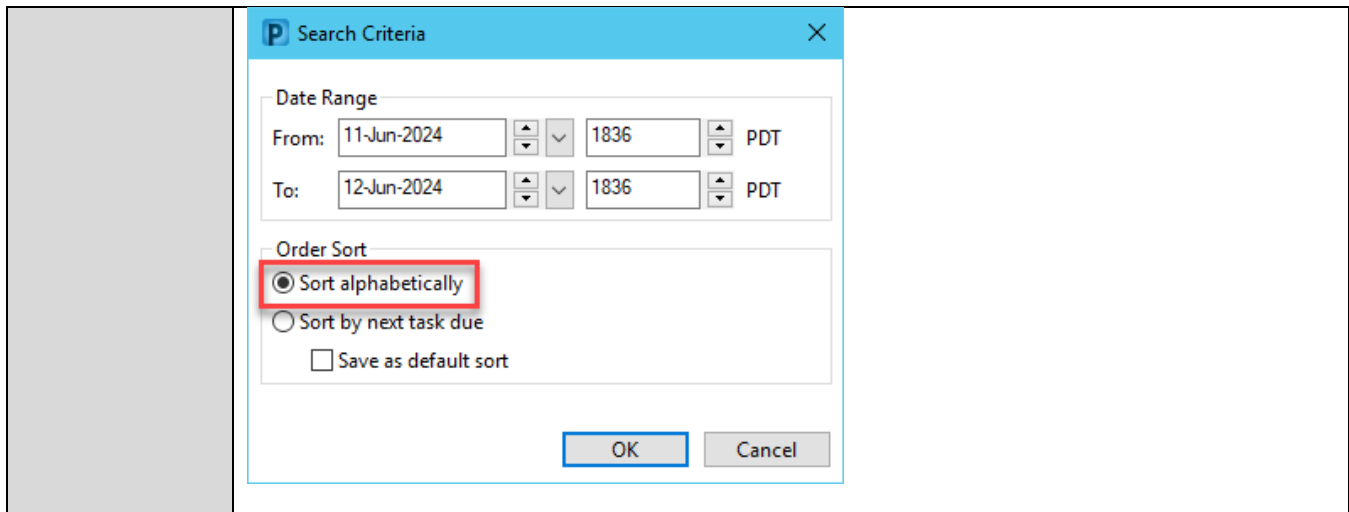 P Search Criteria
Date Range
From: 11-Jun-2024 1836 PDT
To: 12-Jun-2024 1836 PDT
Order Sort
Sort alphabetically
Sort by next task due
Save as default sort
OK Cancel